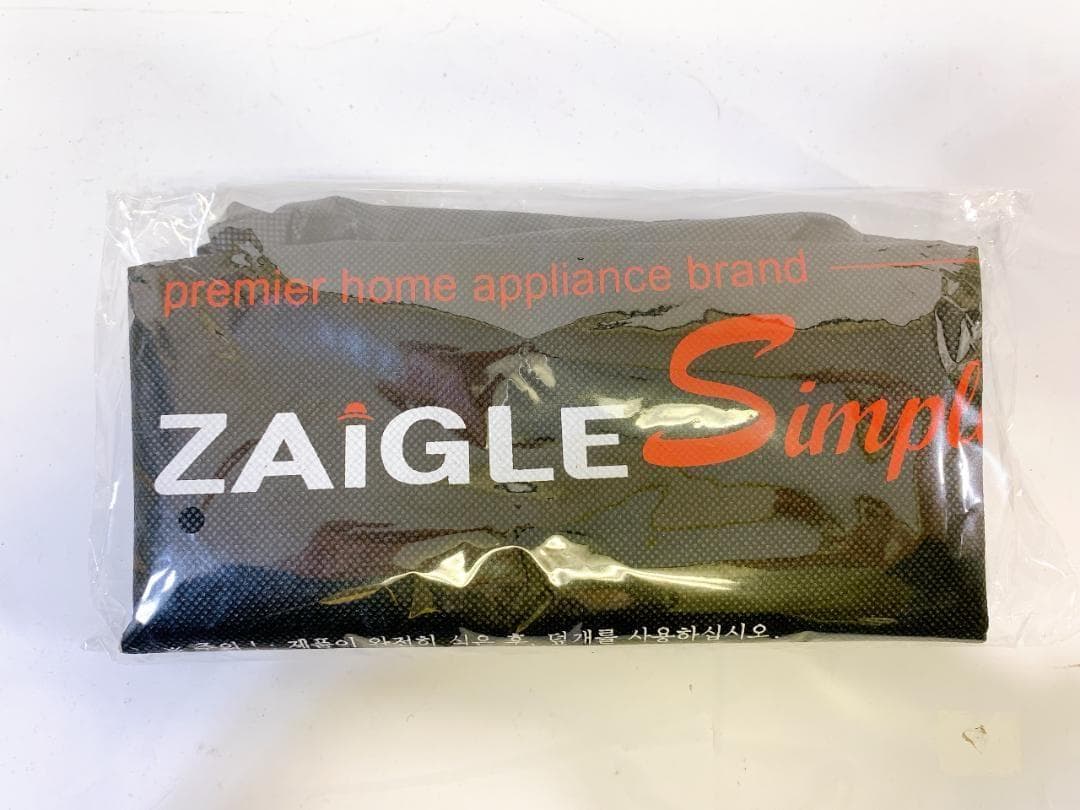 premier home appliance brand
ZAiGLE Simpl
제품이 완전히 식은 후, 덮개를 사용하십시오.